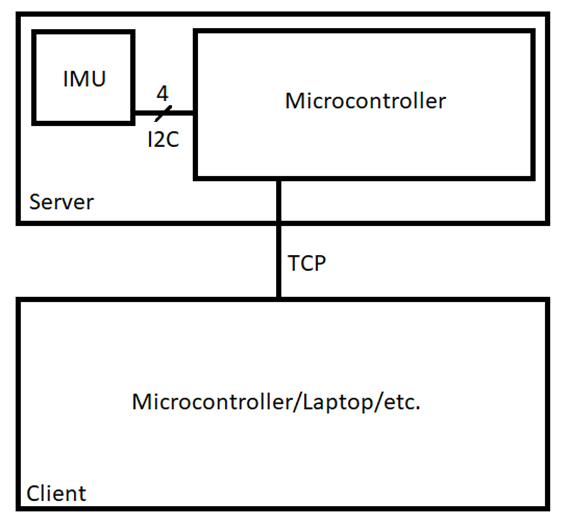 IMU
4
I2C
Microcontroller
Server
TCP
Microcontroller/Laptop/etc.
Client